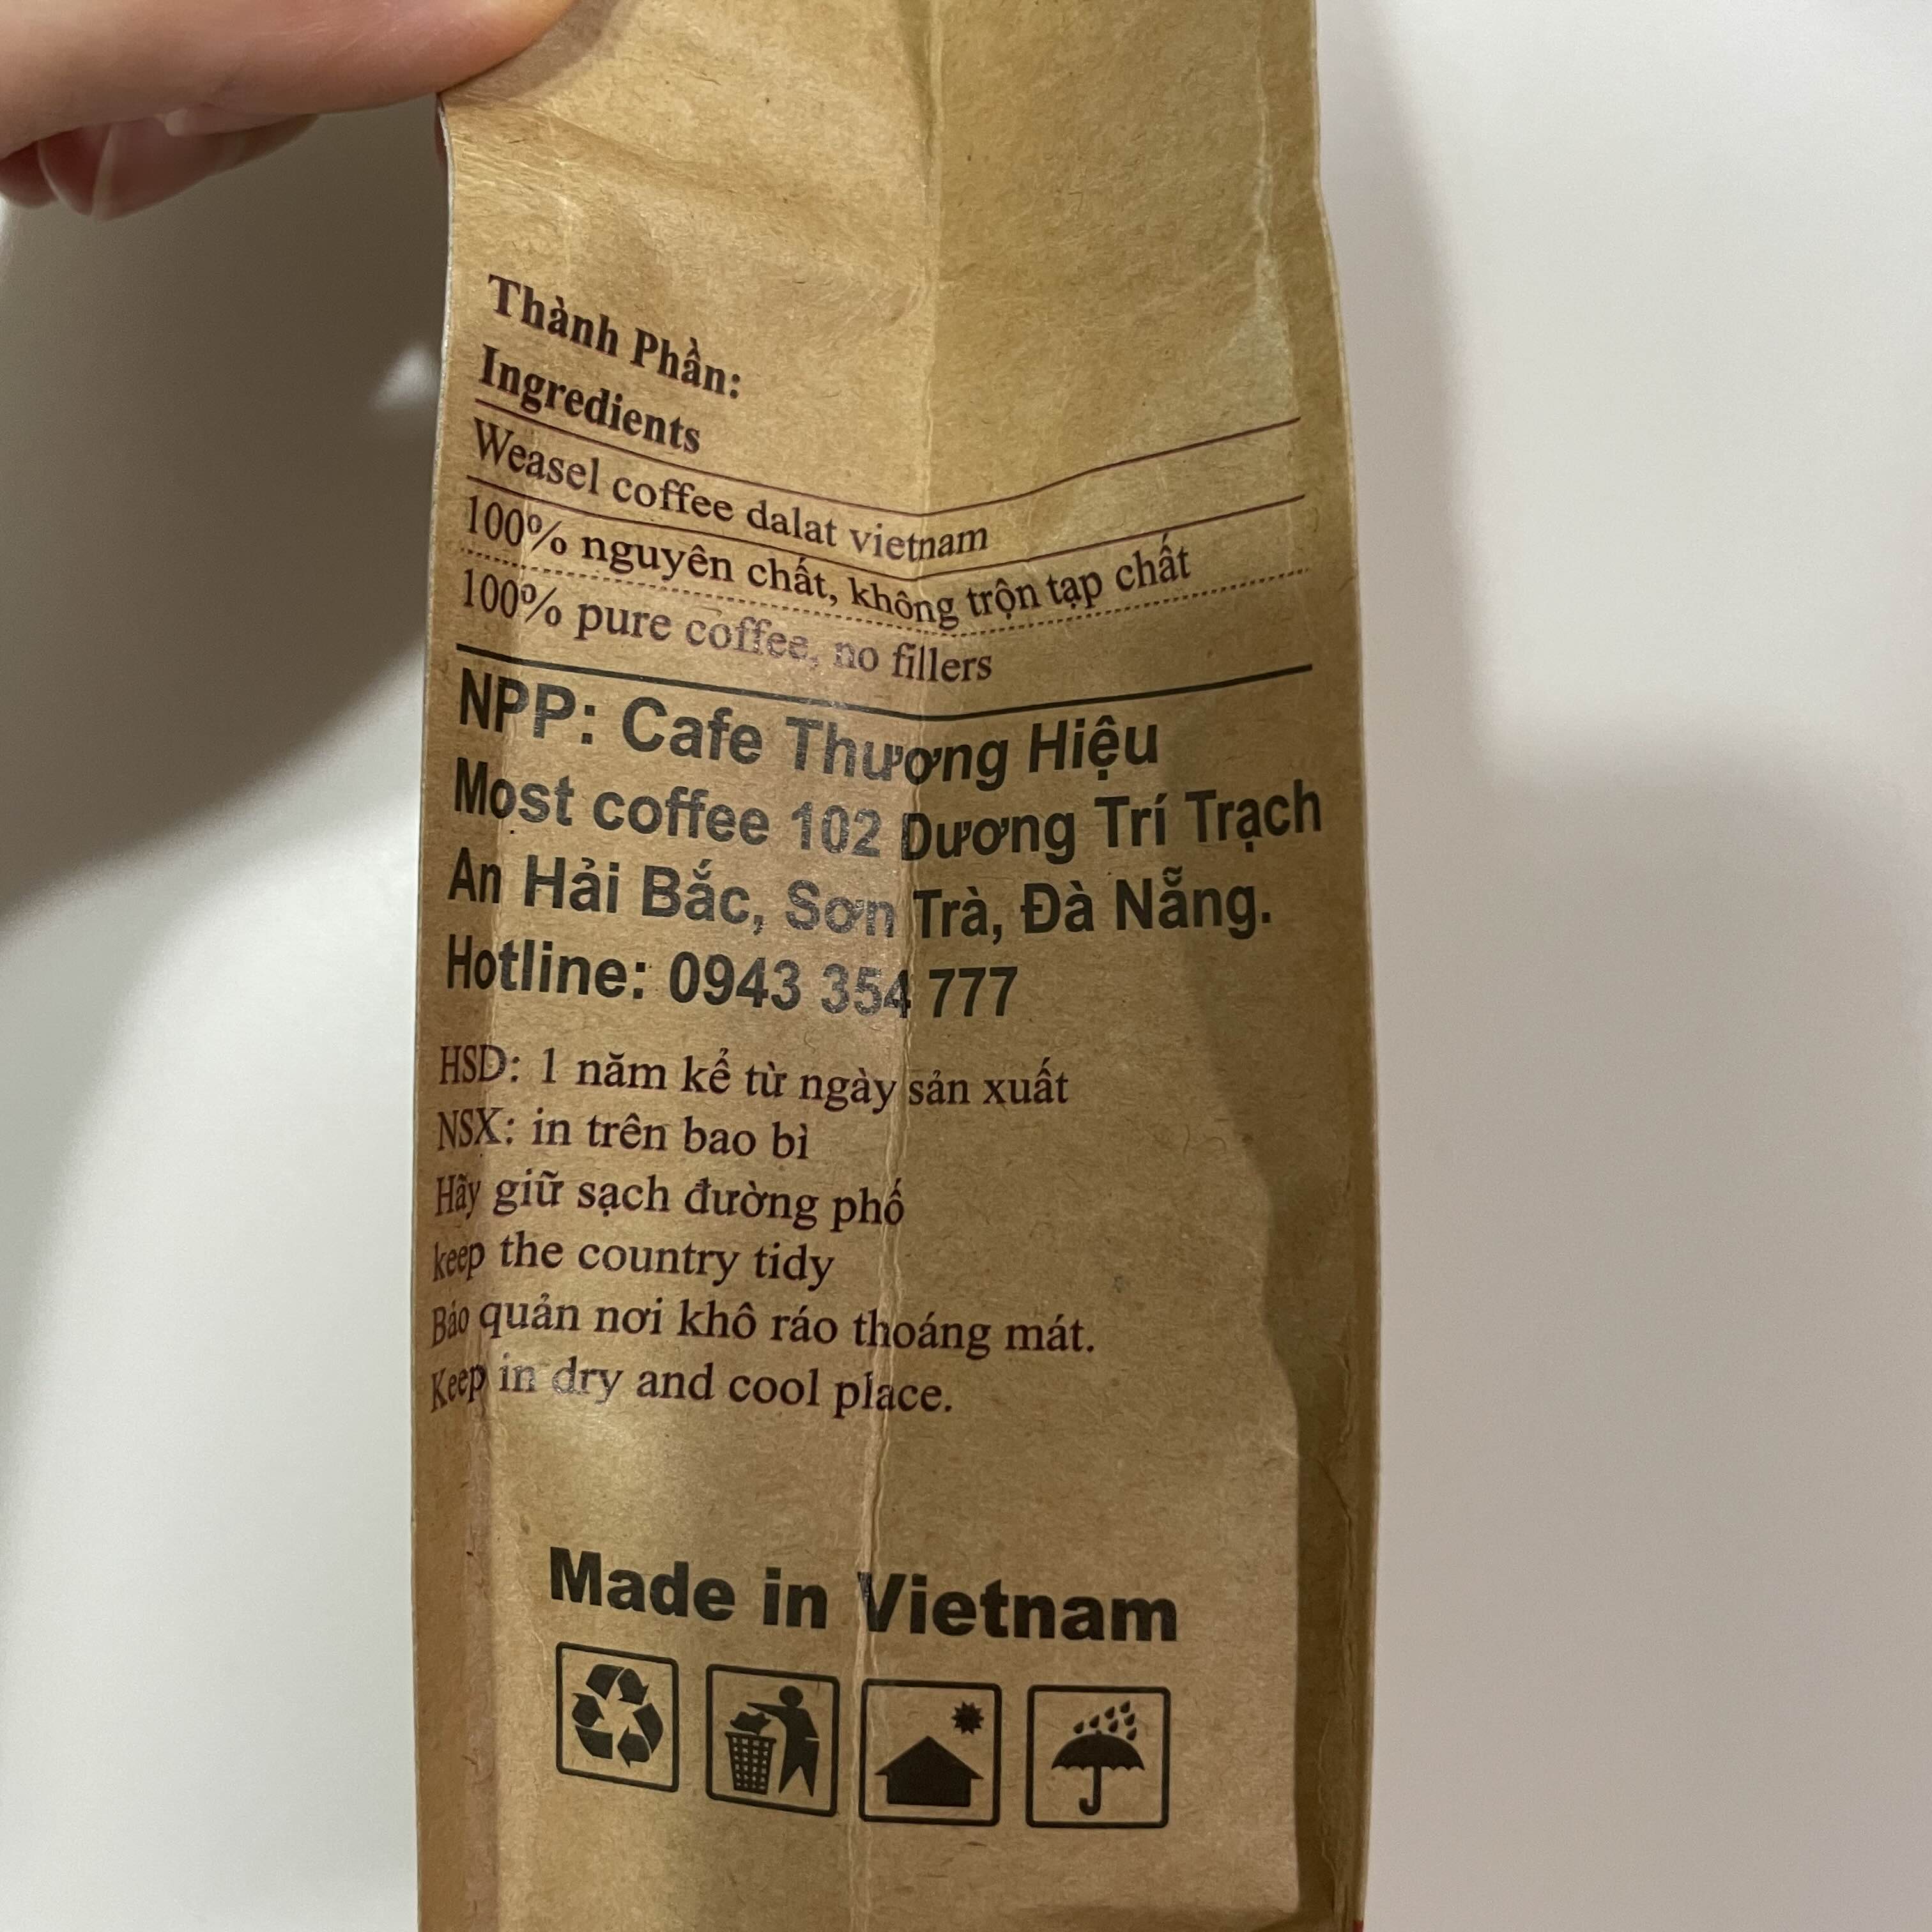 Thành Phần:
Ingredients
Weasel coffee dalat vietnam
100% nguyên chất, không trộn tạp chất
100% pure coffee, no fillers
NPP: Cafe Thương Hiệu
Most coffee 102 Dương Trí Trạch
An Hải Bắc, Sơn Trà, Đà Nẵng.
Hotline: 0943 354 777
HSD: 1 năm kể từ ngày sản xuất
NSX: in trên bao bì
Hãy giữ sạch đường phố
keep the country tidy
Bảo quản nơi khô ráo thoáng mát.
Keep in dry and cool place.
Made in Vietnam